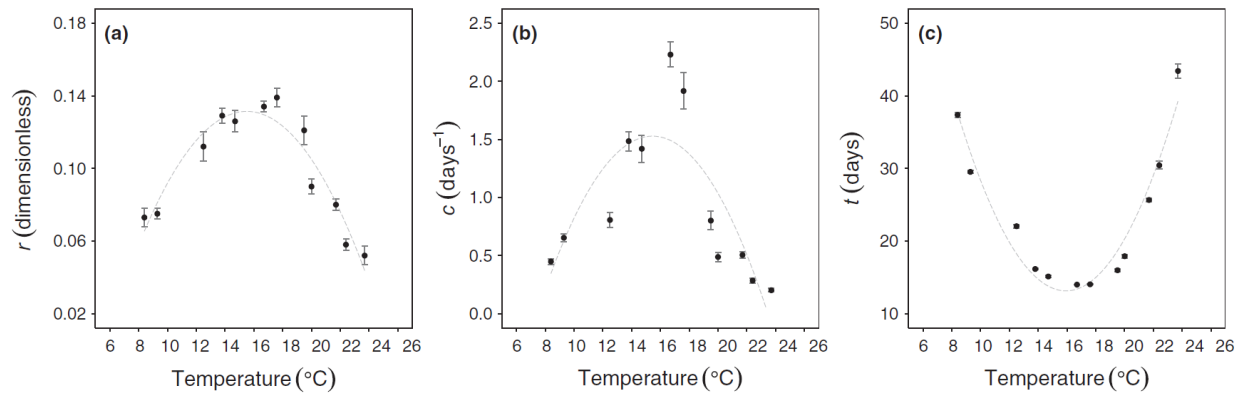 (a)
0.18
0.14
0.10
0.06
0.02
r (dimensionless)
6 8 10 12 14 16 18 20 22 24 26
Temperature (°C)
(b)
2.5
2.0
1.5
1.0
0.5
0.0
c (days⁻¹)
6 8 10 12 14 16 18 20 22 24 26
Temperature (°C)
(c)
50
40
30
20
10
t (days)
6 8 10 12 14 16 18 20 22 24 26
Temperature (°C)